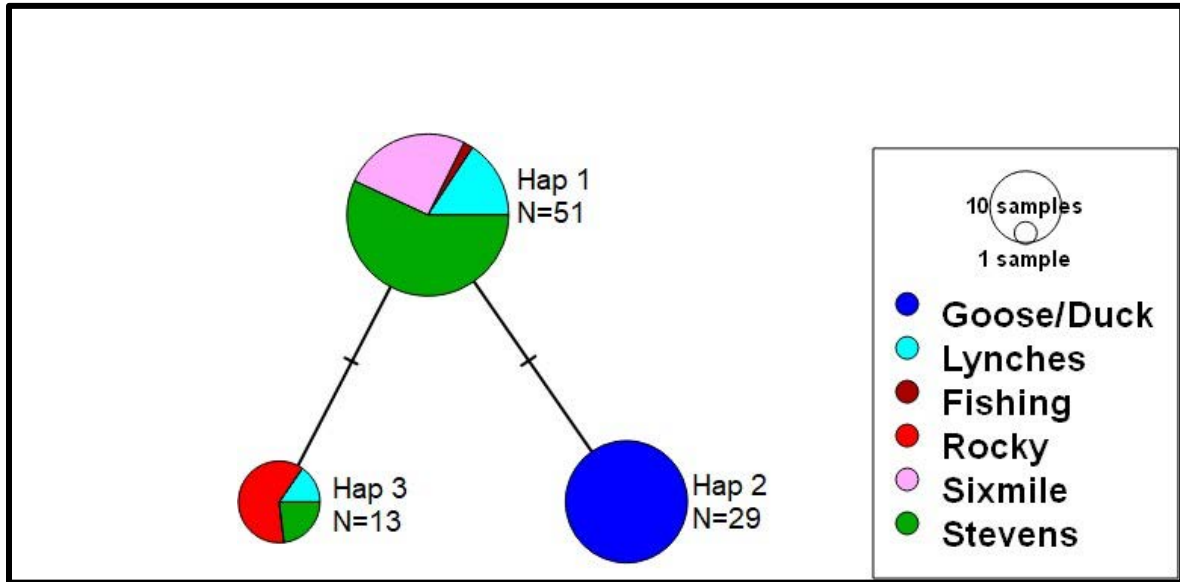 Hap 1
N=51
Hap 3
N=13
Hap 2
N=29
10 samples
1 sample
Goose/Duck
Lynches
Fishing
Rocky
Sixmile
Stevens